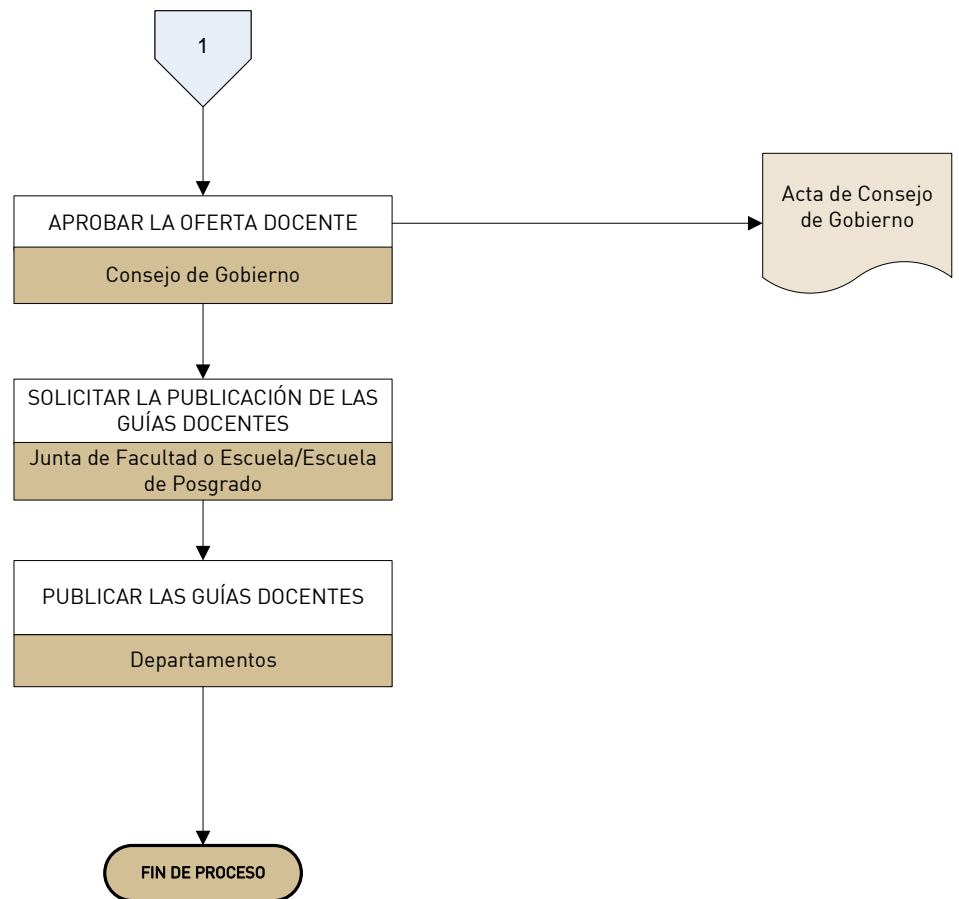 1
APROBAR LA OFERTA DOCENTE
Consejo de Gobierno
Acta de Consejo
de Gobierno
SOLICITAR LA PUBLICACIÓN DE LAS
GUÍAS DOCENTES
Junta de Facultad o Escuela/Escuela
de Posgrado
PUBLICAR LAS GUÍAS DOCENTES
Departamentos
FIN DE PROCESO